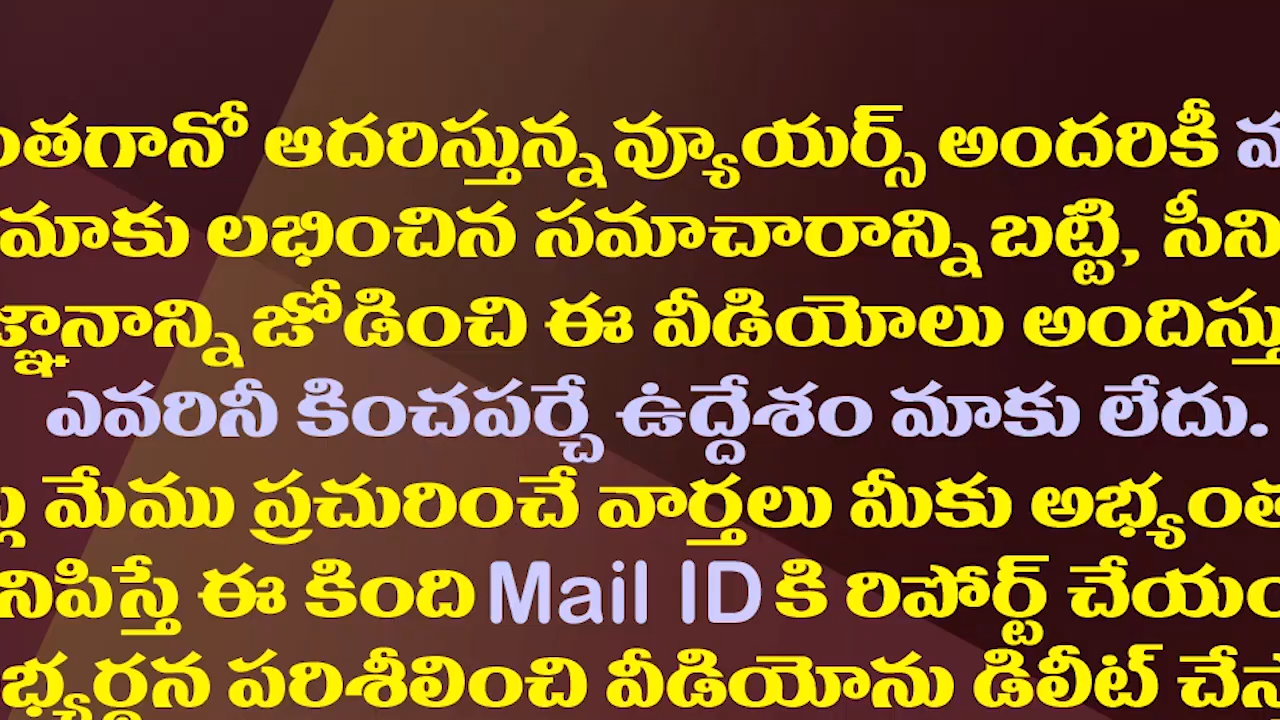 ఆదరిస్తున్న వ్యూయర్స్ అందరికీ
మాకు లభించిన సమాచారాన్ని బట్టి,
జోడించి ఈ వీడియోలు
ఎవరినీ కించపర్చే ఉద్దేశం మాకు లేదు.
మేము ప్రచురించే వార్తలు మీకు
ఈ కింది Mail ID కి రిపోర్ట్
పరిశీలించి వీడియోను డిలీట్